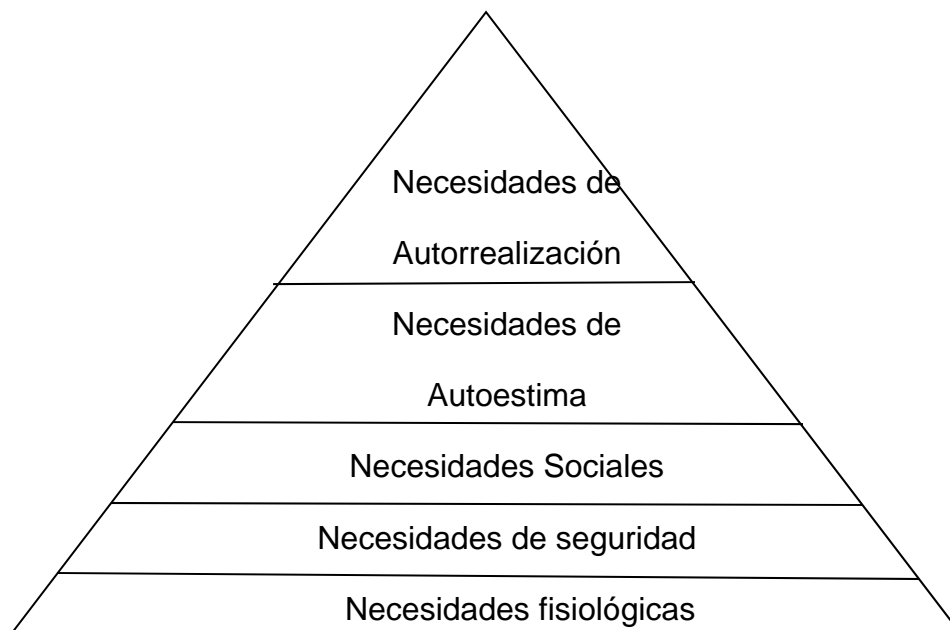 Necesidades de
Autorrealización
Necesidades de
Autoestima
Necesidades Sociales
Necesidades de seguridad
Necesidades fisiológicas